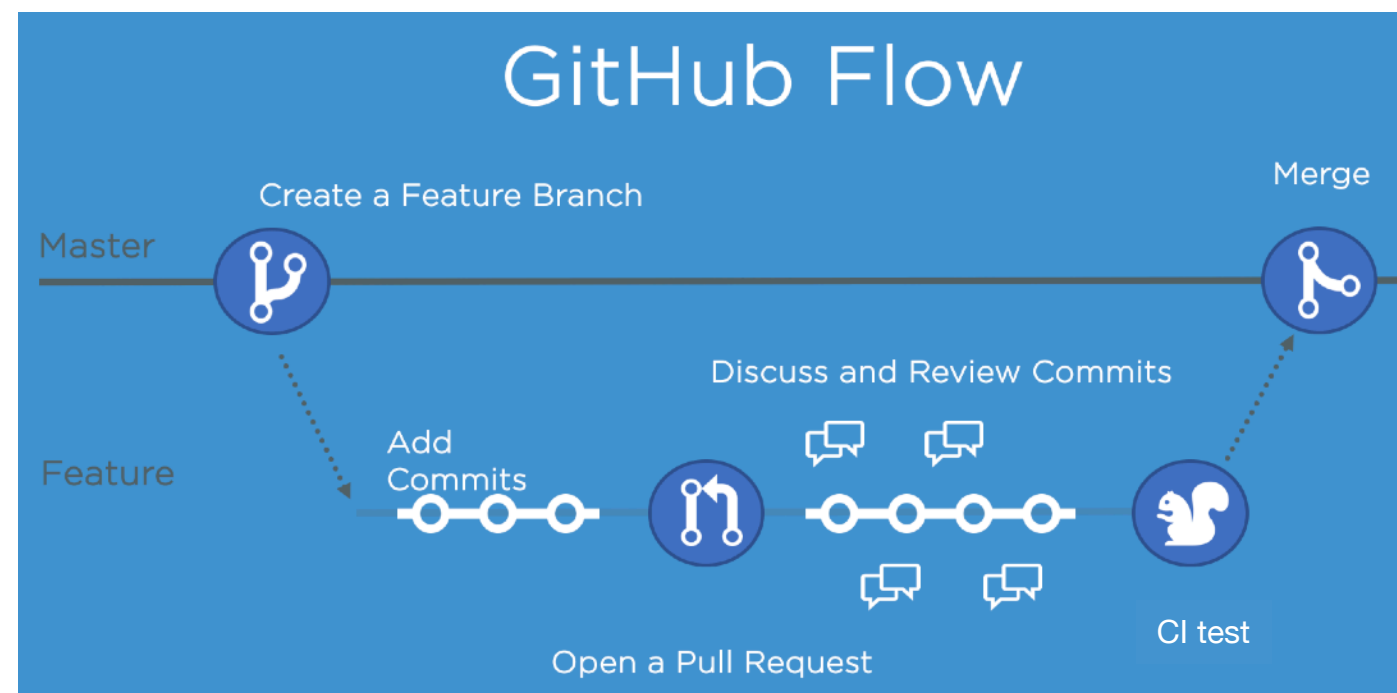 GitHub Flow
Merge
Create a Feature Branch
Master
Discuss and Review Commits
Add
Commits
Feature
CI test
Open a Pull Request